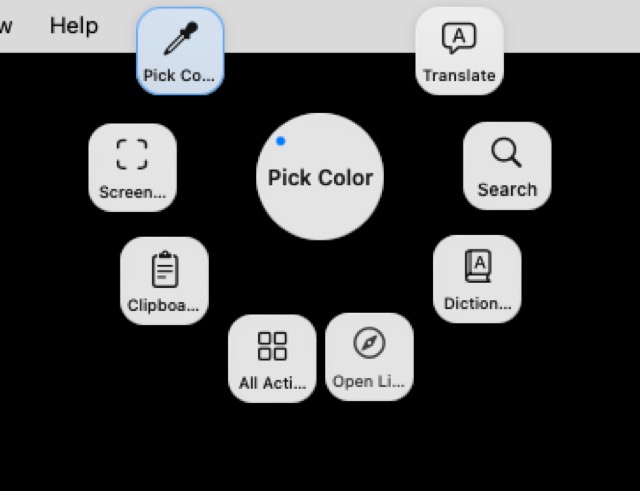 w Help
Pick Co...
A
Translate
Screen...
Pick Color
Search
Clipboa...
A
Diction...
All Acti...
Open Li...